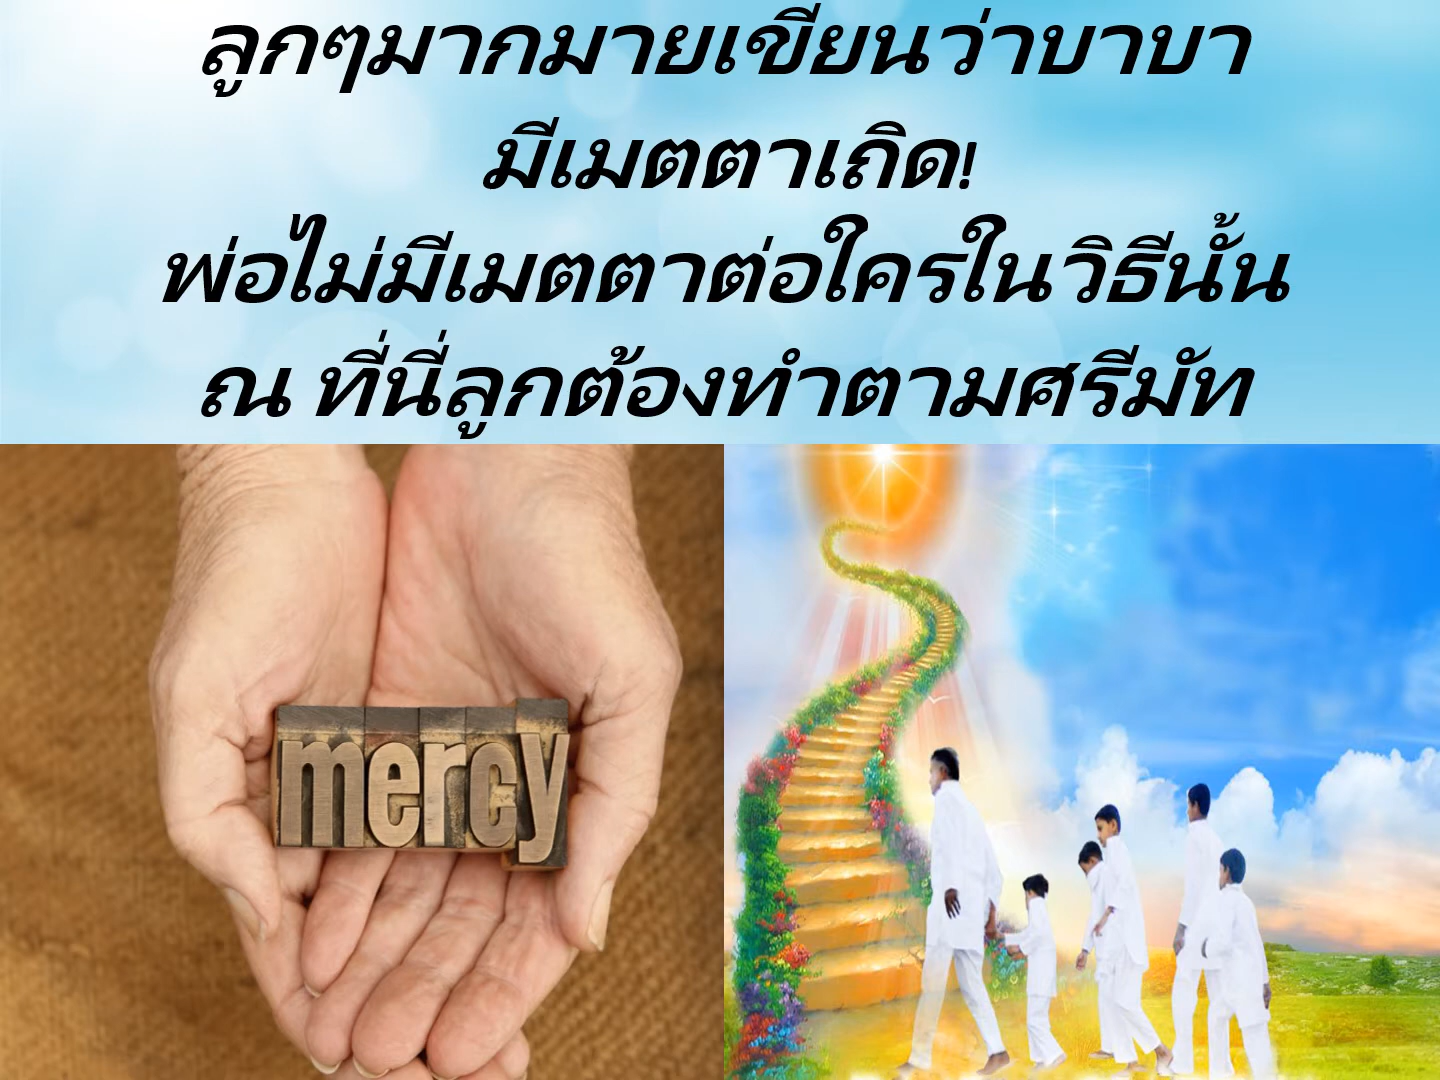 ลูกๆมากมายเขียนว่าบาบา
มีเมตตาเถิด!
พ่อไม่มีเมตตาต่อใครในวิธีนั้น
ณ ที่นี่ลูกต้องทำตามศรีมัท
mercy